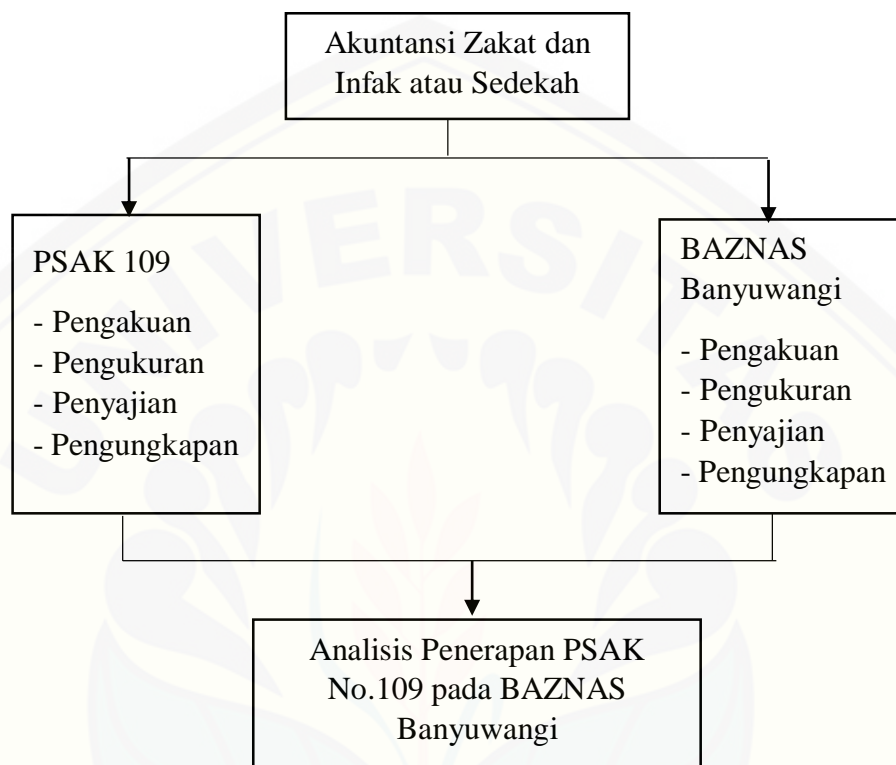 Akuntansi Zakat dan
Infak atau Sedekah
PSAK 109
- Pengakuan
- Pengukuran
- Penyajian
- Pengungkapan
BAZNAS
Banyuwangi
- Pengakuan
- Pengukuran
- Penyajian
- Pengungkapan
Analisis Penerapan PSAK
No.109 pada BAZNAS
Banyuwangi
UNIVERSITAS